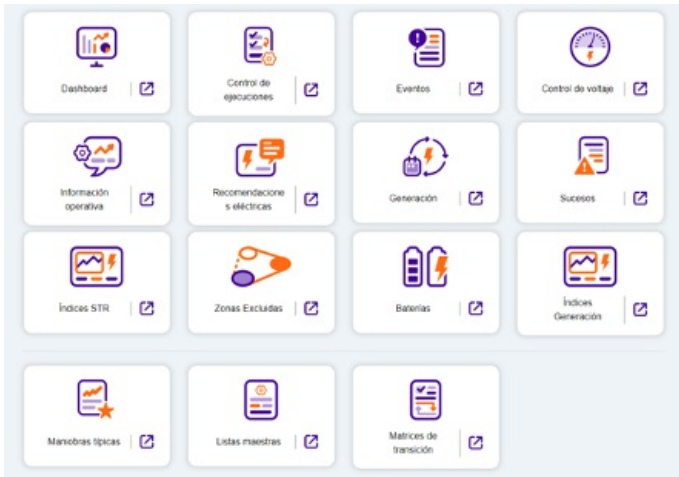 Dashboard
Control de
ejecuciones
Eventos
Control de voltaje
Información
operativa
Recomendacione
s eléctricas
Generación
Sucesos
Índices STR
Zonas Excluidas
Baterías
Índices
Generación
Maniobras típicas
Listas maestras
Matrices de
transición